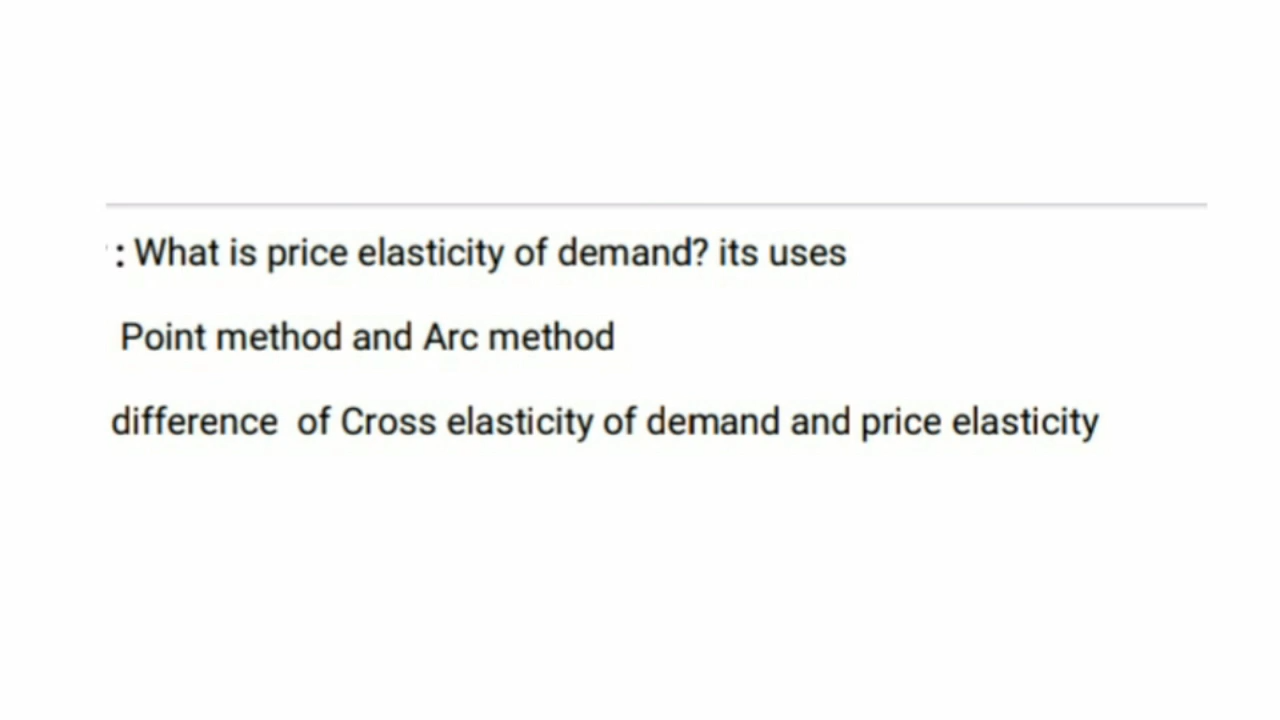 : What is price elasticity of demand? its uses
Point method and Arc method
difference of Cross elasticity of demand and price elasticity